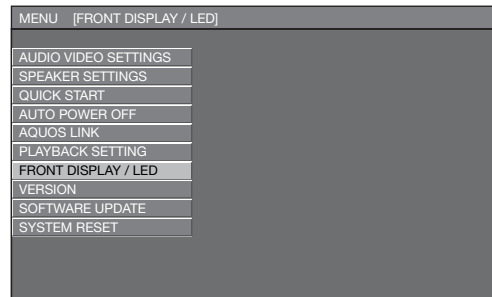 MENU [FRONT DISPLAY / LED]
AUDIO VIDEO SETTINGS
SPEAKER SETTINGS
QUICK START
AUTO POWER OFF
AQUOS LINK
PLAYBACK SETTING
FRONT DISPLAY / LED
VERSION
SOFTWARE UPDATE
SYSTEM RESET